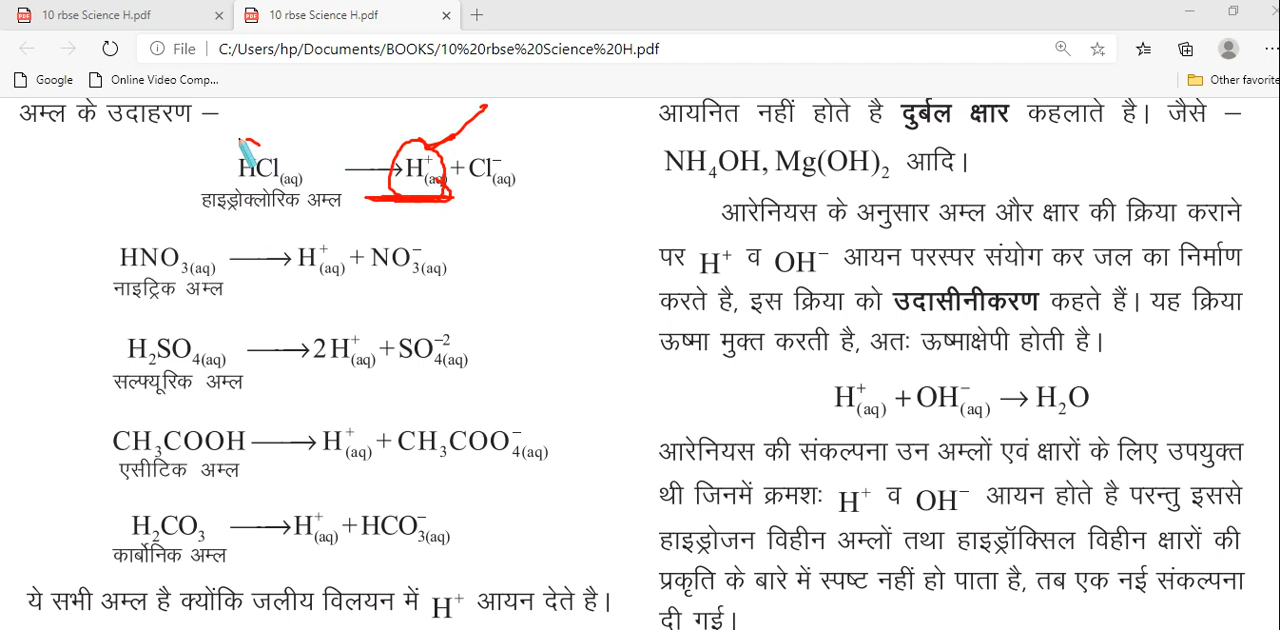 10 rbse Science H.pdf
10 rbse Science H.pdf
File | C:/Users/hp/Documents/BOOKS/10%20rbse%20Science%20H.pdf
Google
Online Video Comp...
Other favorite
अम्ल के उदाहरण –
HCl(aq) ⟶ H⁺(aq) + Cl⁻(aq)
हाइड्रोक्लोरिक अम्ल
HNO₃(aq) ⟶ H⁺(aq) + NO⁻₃(aq)
नाइट्रिक अम्ल
H₂SO₄(aq) ⟶ 2H⁺(aq) + SO⁻²₄(aq)
सल्फ्यूरिक अम्ल
CH₃COOH ⟶ H⁺(aq) + CH₃COO⁻₄(aq)
एसीटिक अम्ल
H₂CO₃ ⟶ H⁺(aq) + HCO⁻₃(aq)
कार्बोनिक अम्ल
ये सभी अम्ल है क्योंकि जलीय विलयन में H⁺ आयन देते है।
आयनित नहीं होते है दुर्बल क्षार कहलाते है। जैसे –
NH₄OH, Mg(OH)₂ आदि।
आरेनियस के अनुसार अम्ल और क्षार की क्रिया कराने
पर H⁺ व OH⁻ आयन परस्पर संयोग कर जल का निर्माण
करते है, इस क्रिया को उदासीनीकरण कहते हैं। यह क्रिया
ऊष्मा मुक्त करती है, अतः ऊष्माक्षेपी होती है।
H⁺(aq) + OH⁻(aq) → H₂O
आरेनियस की संकल्पना उन अम्लों एवं क्षारों के लिए उपयुक्त
थी जिनमें क्रमशः H⁺ व OH⁻ आयन होते है परन्तु इससे
हाइड्रोजन विहीन अम्लों तथा हाइड्रॉक्सिल विहीन क्षारों की
प्रकृति के बारे में स्पष्ट नहीं हो पाता है, तब एक नई संकल्पना
दी गई।